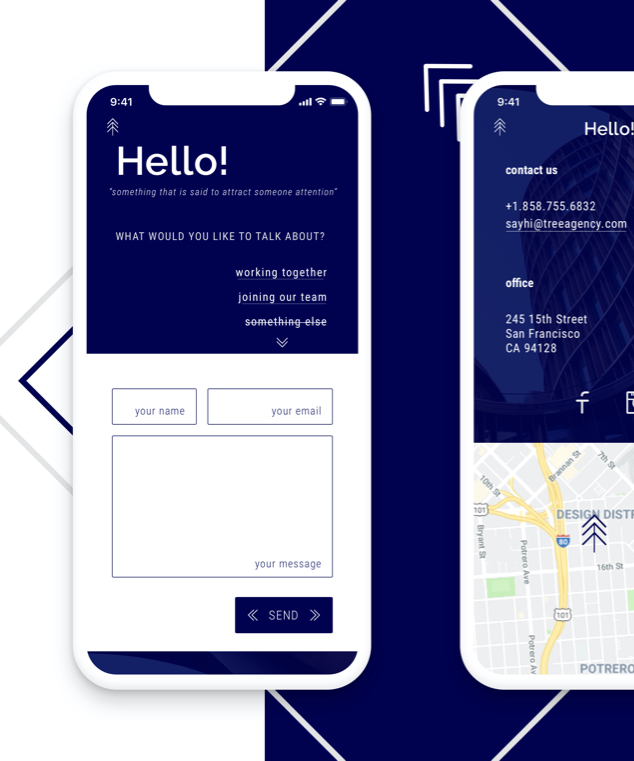 9:41
Hello!
"something that is said to attract someone attention"
WHAT WOULD YOU LIKE TO TALK ABOUT?
working together
joining our team
something else
your name
your email
your message
SEND
9:41
Hello!
contact us
+1.858.755.6832
sayhi@treeagency.com
office
245 15th Street
San Francisco
CA 94128
Brannan St
7th St
10th St
101
DESIGN DISTR
80
Bryant St
Potrero Ave
16th St
101
Potrero Av
POTRERO